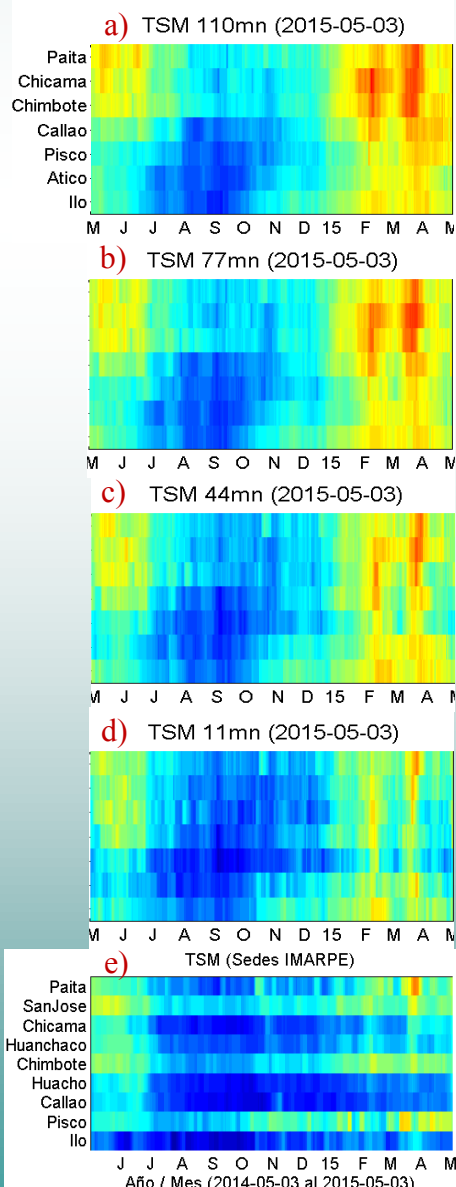 a) TSM 110mn (2015-05-03)
Paita
Chicama
Chimbote
Callao
Pisco
Atico
Ilo
M J J A S O N D 15 F M A M
b) TSM 77mn (2015-05-03)
M J J A S O N D 15 F M A M
c) TSM 44mn (2015-05-03)
M J J A S O N D 15 F M A M
d) TSM 11mn (2015-05-03)
M J J A S O N D 15 F M A M
e) TSM (Sedes IMARPE)
Paita
SanJose
Chicama
Huanchaco
Chimbote
Huacho
Callao
Pisco
Ilo
J J A S O N D 15 F M A M
Año / Mes (2014-05-03 al 2015-05-03)